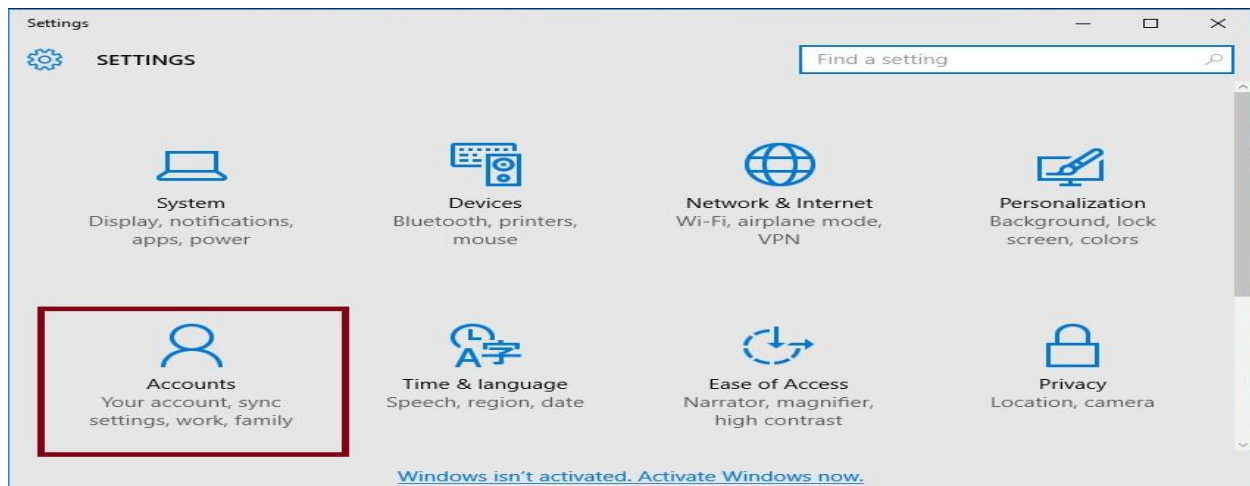 Settings
SETTINGS
Find a setting
System
Display, notifications,
apps, power
Devices
Bluetooth, printers,
mouse
Network & Internet
Wi-Fi, airplane mode,
VPN
Personalization
Background, lock
screen, colors
Accounts
Your account, sync
settings, work, family
A字
Time & language
Speech, region, date
Ease of Access
Narrator, magnifier,
high contrast
Privacy
Location, camera
Windows isn't activated. Activate Windows now.